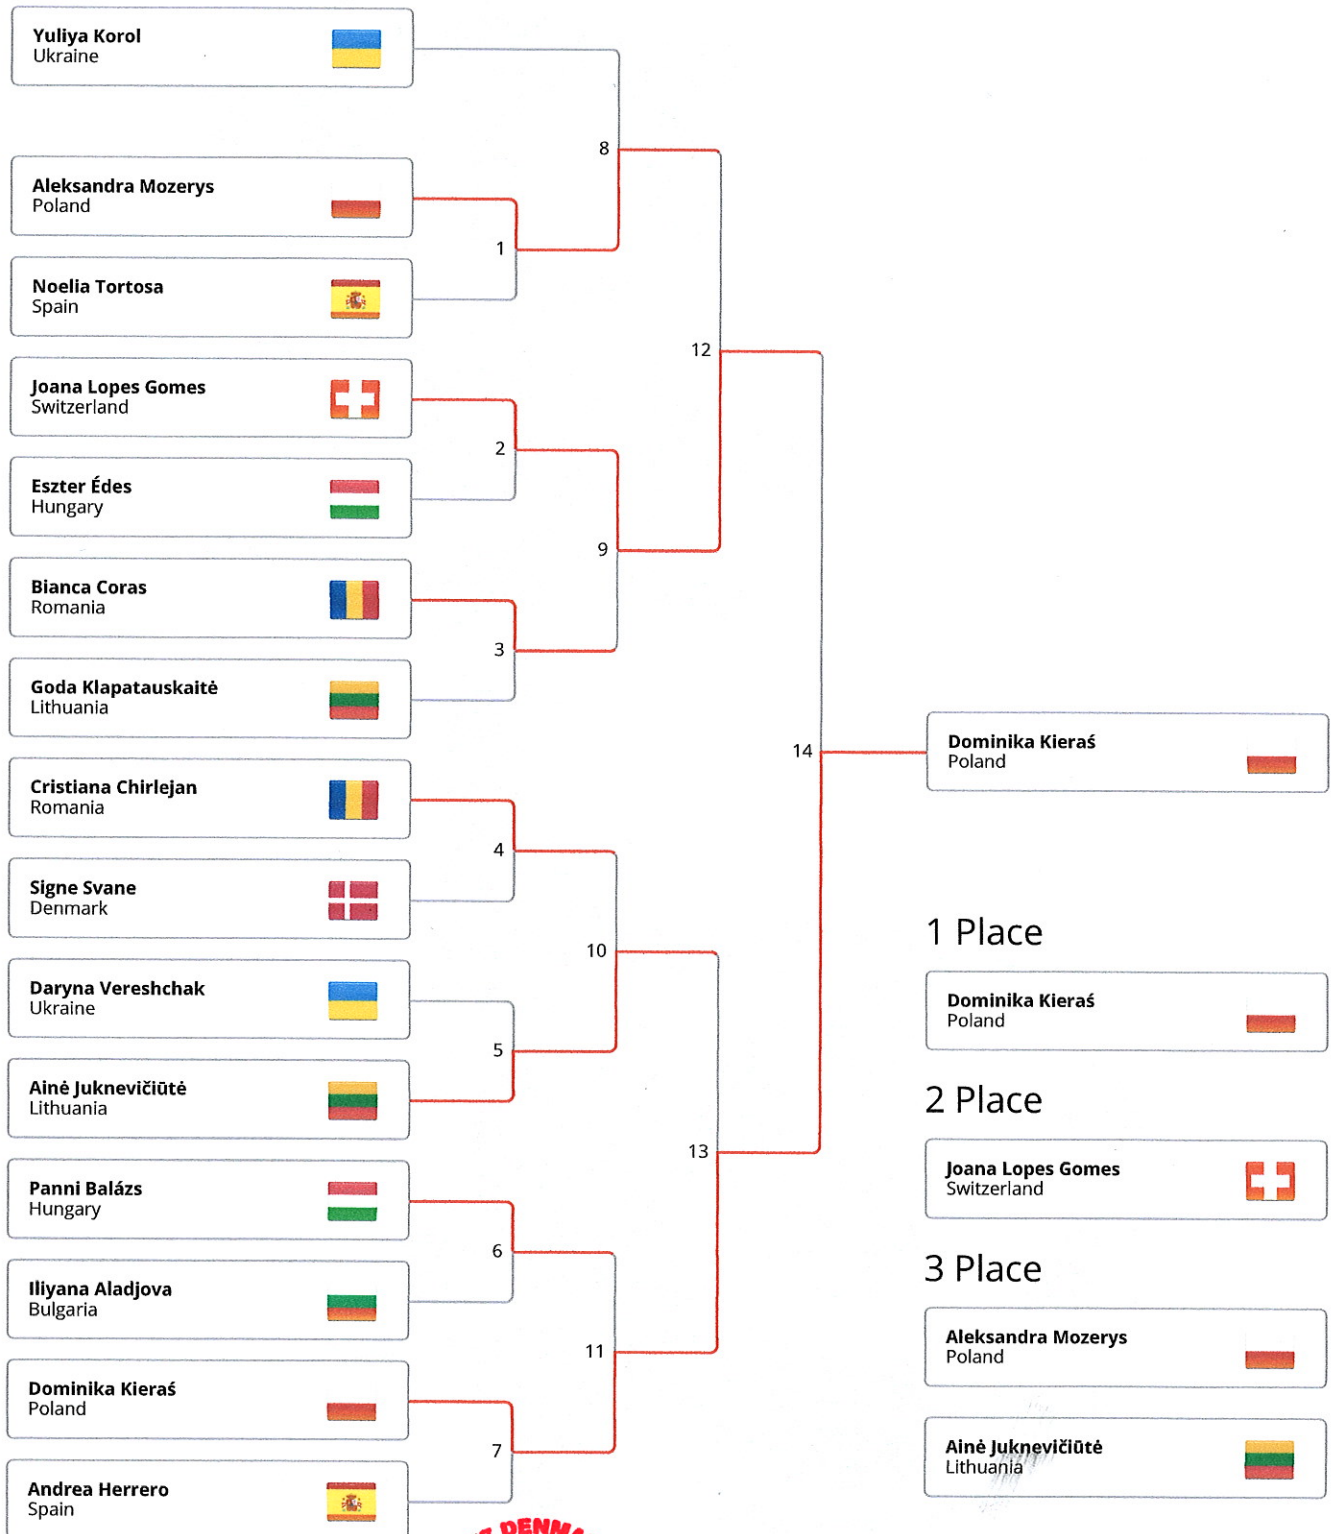 Yuliya Korol
Ukraine
8
Aleksandra Mozerys
Poland
1
Noelia Tortosa
Spain
Joana Lopes Gomes
Switzerland
12
2
Eszter Édes
Hungary
9
Bianca Coras
Romania
3
Goda Klapatauskaitė
Lithuania
Cristiana Chirlejan
Romania
4
Signe Svane
Denmark
10
Daryna Vereshchak
Ukraine
5
Ainė Juknevičiūtė
Lithuania
13
Panni Balázs
Hungary
6
Iliyana Aladjova
Bulgaria
11
Dominika Kieraś
Poland
7
Andrea Herrero
Spain
14
Dominika Kieraś
Poland
1 Place
Dominika Kieraś
Poland
2 Place
Joana Lopes Gomes
Switzerland
3 Place
Aleksandra Mozerys
Poland
Ainė Juknevičiūtė
Lithuania